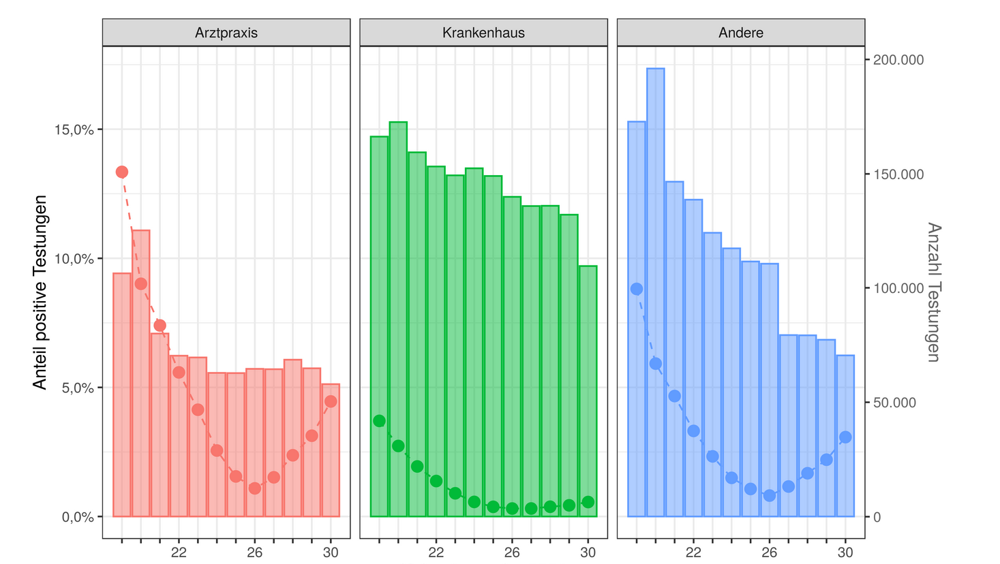 Arztpraxis Krankenhaus Andere
Anteil positive Testungen
15,0%
10,0%
5,0%
0,0%
200.000
150.000
100.000
50.000
0
Anzahl Testungen
22 26 30 22 26 30 22 26 30